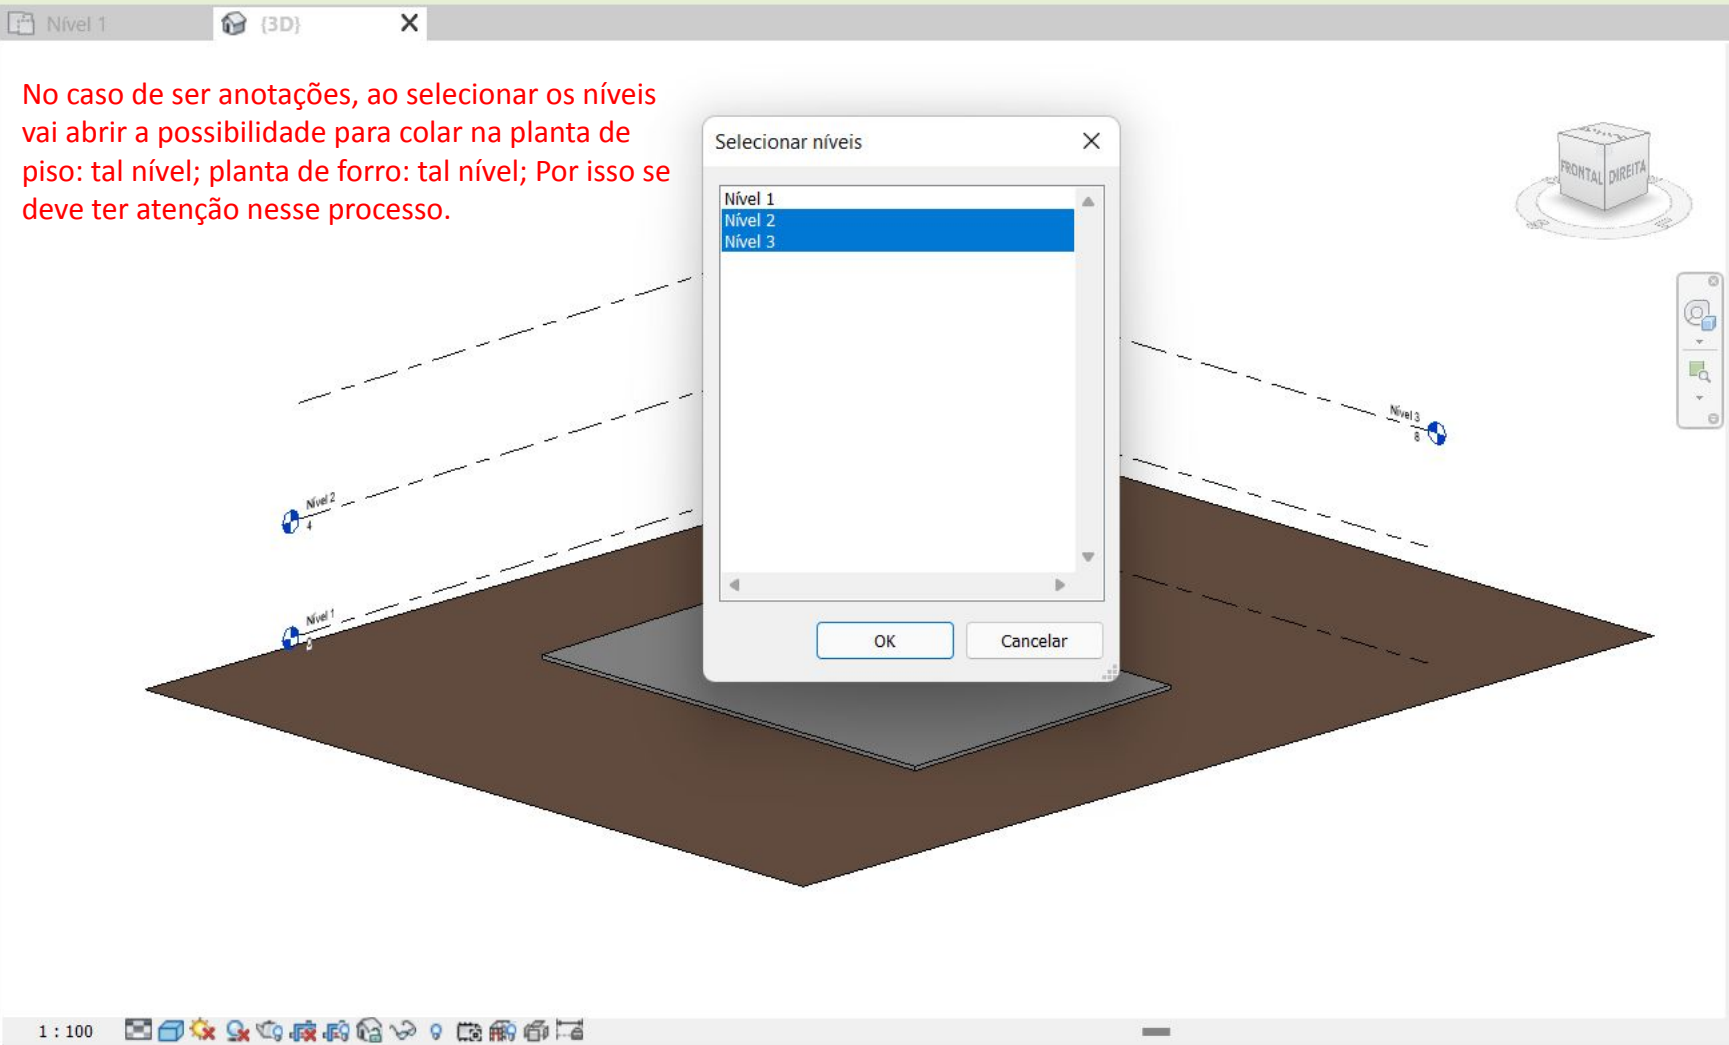 Nível 1
{3D}
No caso de ser anotações, ao selecionar os níveis
vai abrir a possibilidade para colar na planta de
piso: tal nível; planta de forro: tal nível; Por isso se
deve ter atenção nesse processo.
Selecionar níveis
Nível 1
Nível 2
Nível 3
OK
Cancelar
FRONTAL
DIREITA
Nível 3
8
Nível 2
4
Nível 1
1 : 100